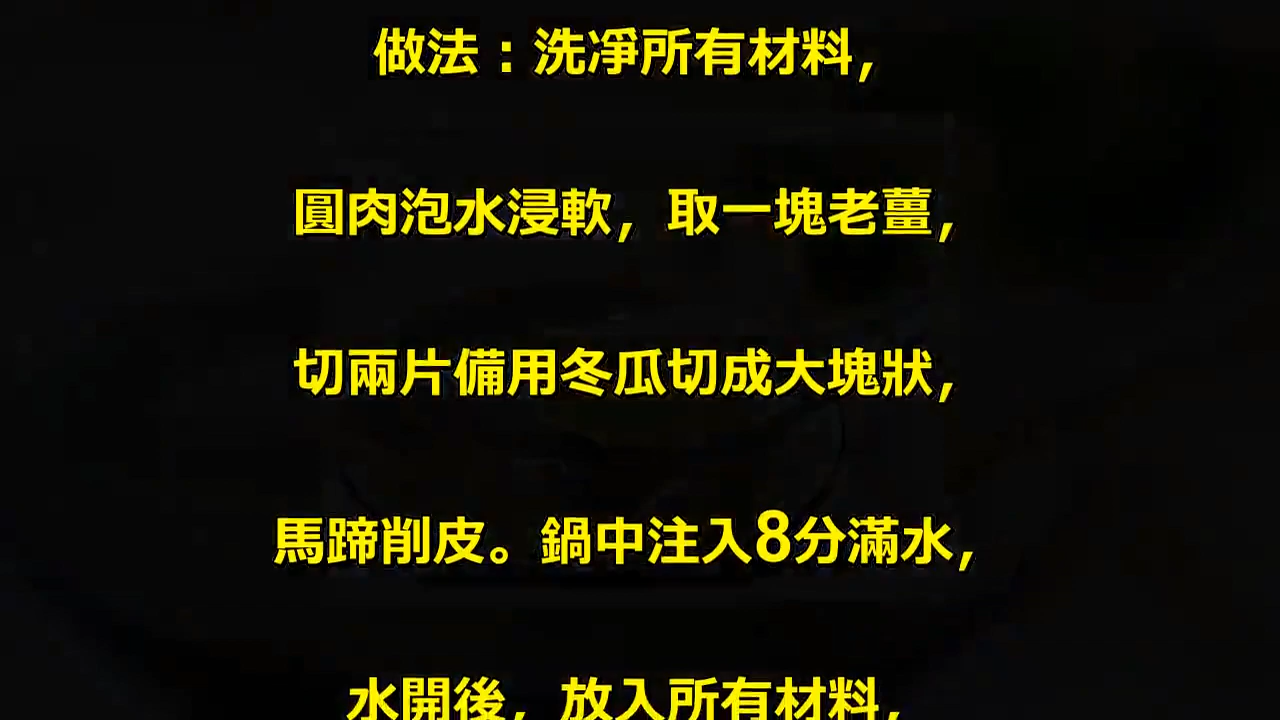 做法：洗凈所有材料，
圓肉泡水浸軟，取一塊老薑，
切兩片備用冬瓜切成大塊狀，
馬蹄削皮。鍋中注入8分滿水，
水開後，放入所有材料，